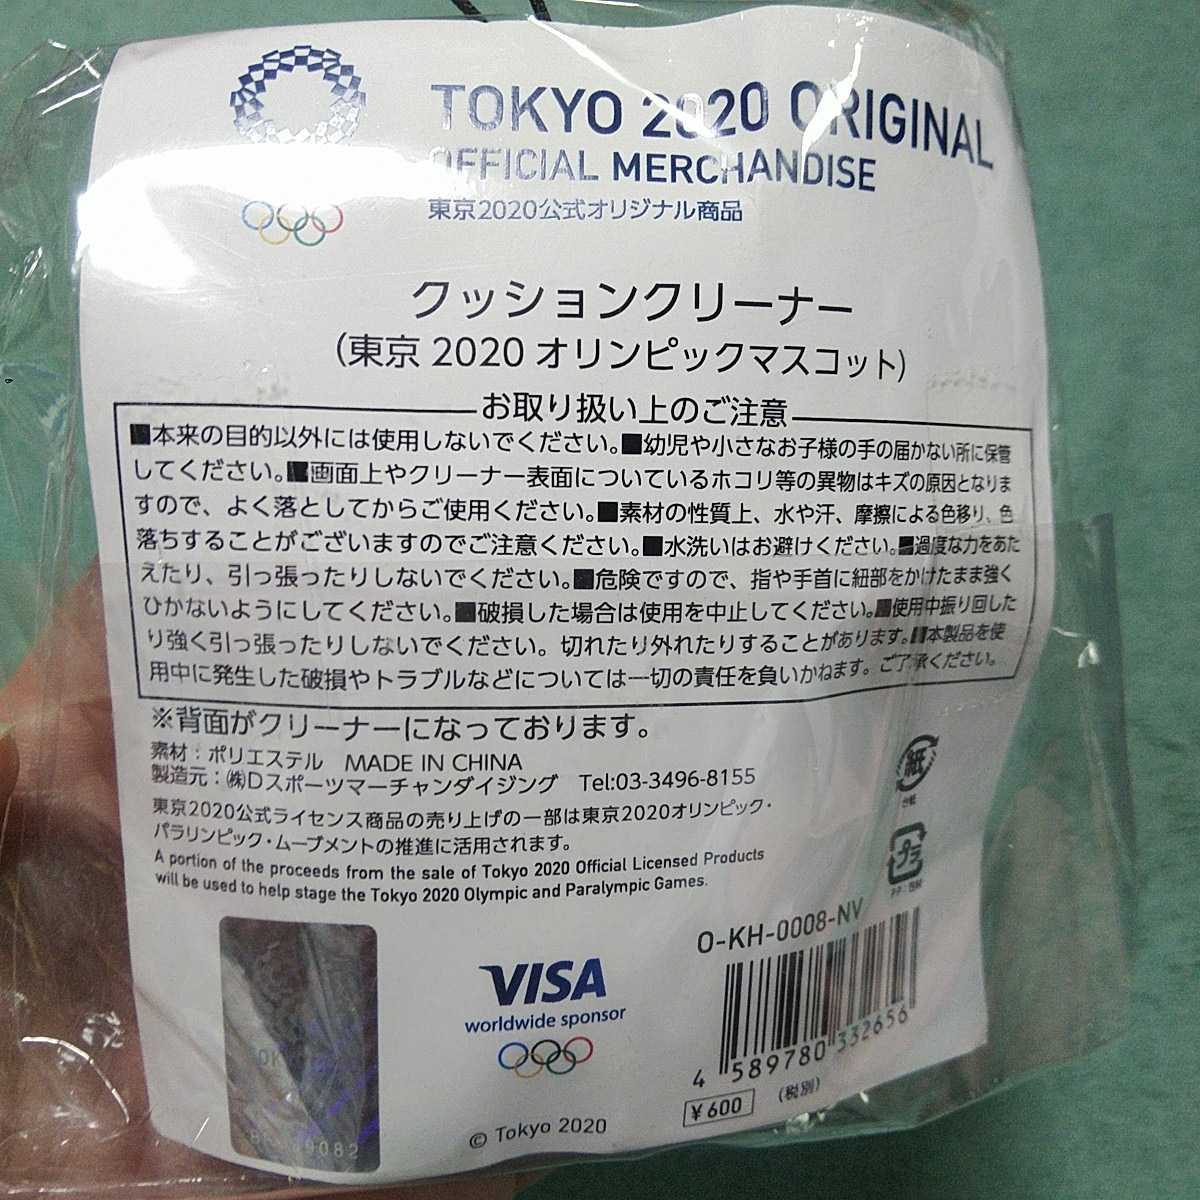 TOKYO 2020 ORIGINAL
OFFICIAL MERCHANDISE
東京2020公式オリジナル商品
クッションクリーナー
(東京 2020 オリンピックマスコット)
お取り扱い上のご注意
■本来の目的以外には使用しないでください。■幼児や小さなお子様の手の届かない所に保管
してください。■画面上やクリーナー表面についているホコリ等の異物はキズの原因となりま
すので、よく落としてからご使用ください。■素材の性質上、水や汗、摩擦による色移り、色
落ちすることがございますのでご注意ください。■水洗いはお避けください。■過度な力をあた
えたり、引っ張ったりしないでください。■危険ですので、指や手首に紐部をかけたまま強く
ひかないようにしてください。■破損した場合は使用を中止してください。■使用中振り回した
り強く引っ張ったりしないでください。切れたり外れたりすることがあります。■本製品を使
用中に発生した破損やトラブルなどについては一切の責任を負いかねます。ご了承ください。
※背面がクリーナーになっております。
素材:ポリエステル MADE IN CHINA
製造元:㈱Dスポーツマーチャンダイジング Tel:03-3496-8155
東京2020公式ライセンス商品の売り上げの一部は東京2020オリンピック・
パラリンピック・ムーブメントの推進に活用されます。
A portion of the proceeds from the sale of Tokyo 2020 Official Licensed Products
will be used to help stage the Tokyo 2020 Olympic and Paralympic Games.
紙
台紙
プラ
PP:包材
O-KH-0008-NV
VISA
worldwide sponsor
4 589780 332656
¥600 (税別)
© Tokyo 2020